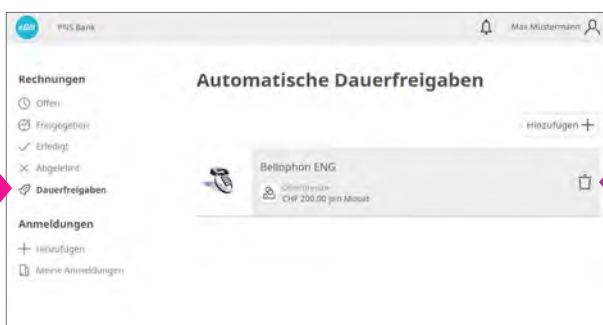 eBill
PNS Bank
Max Mustermann
Rechnungen
Offen
Freigegeben
Erledigt
Abgelehnt
Dauerfreigaben
Anmeldungen
Hinzufügen
Meine Anmeldungen
Automatische Dauerfreigaben
Hinzufügen
Bellophon ENG
Obergrenze
CHF 200.00 pro Monat